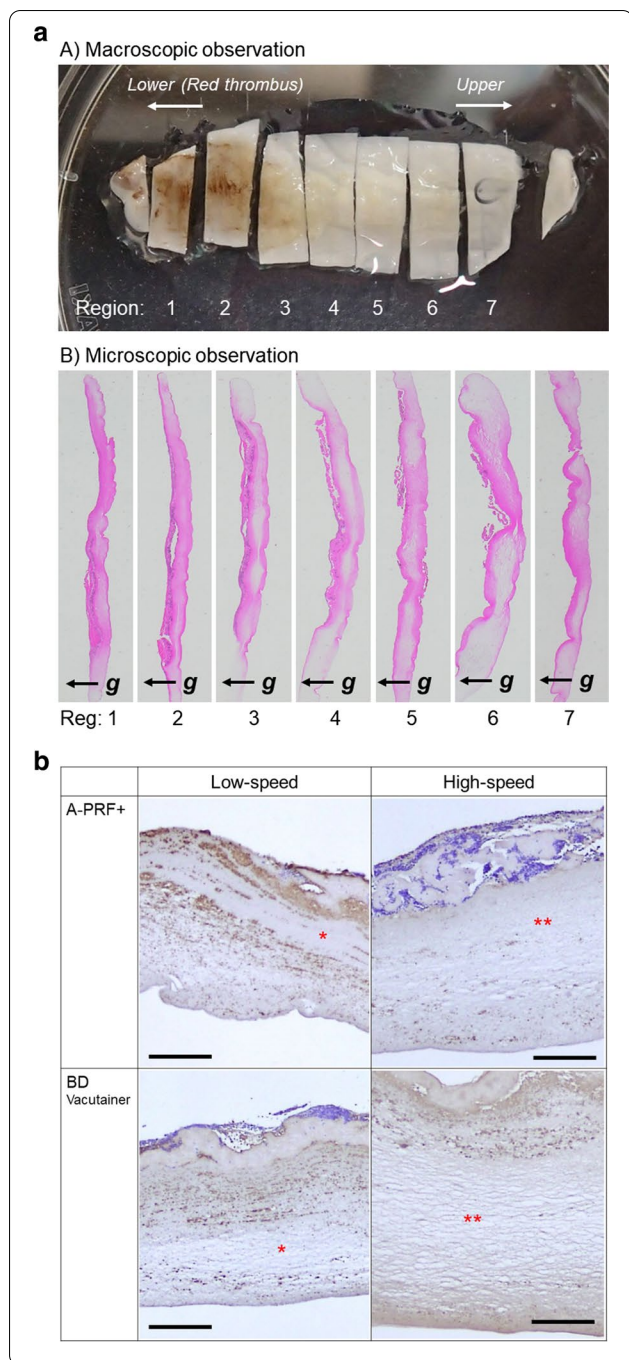 a
A) Macroscopic observation
Lower (Red thrombus)
Upper
Region: 1 2 3 4 5 6 7
B) Microscopic observation
g g g g g g g
Reg: 1 2 3 4 5 6 7
b
Low-speed High-speed
A-PRF+
* **
BD
Vacutainer
* **